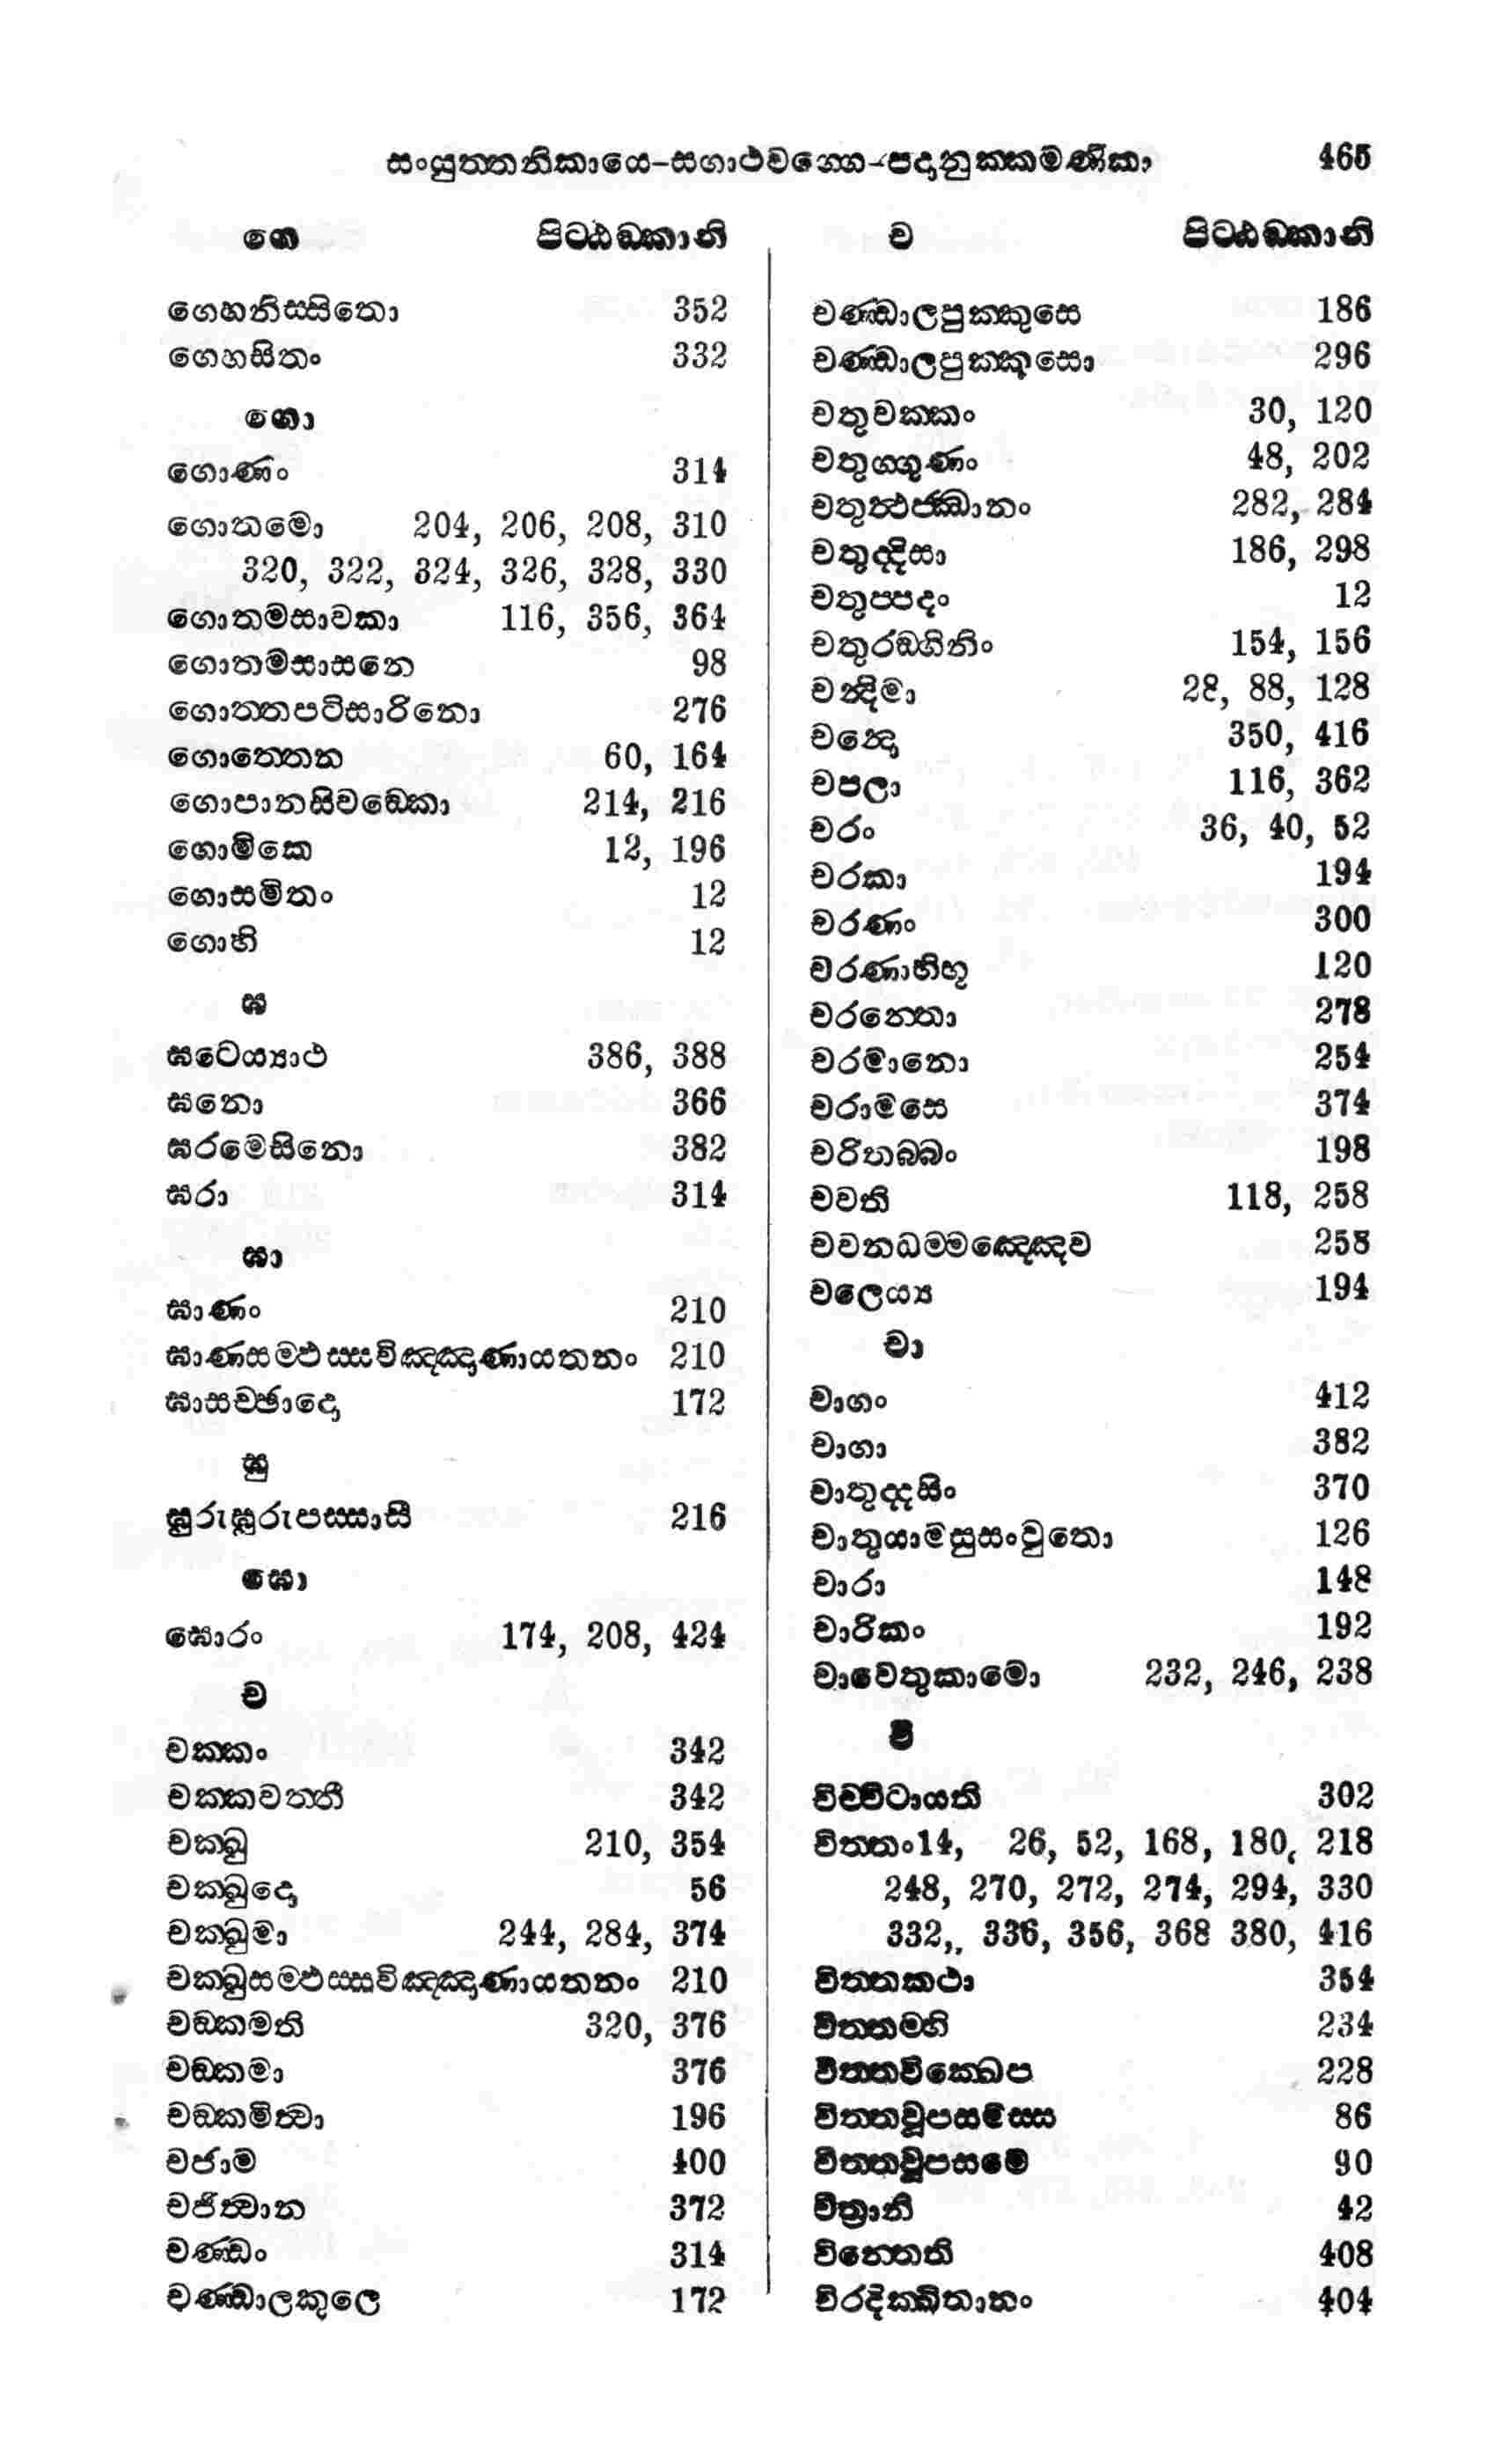 සංයුත්තනිකායෙ-සගාථවග්ගෙ-පදානුක්කමණිකා 465
ගෙ පිට්ඨඞ්කානි
ගෙහනිස්සිතො 352
ගෙහසිතං 332
ගො
ගොණං 314
ගොතමො 204, 206, 208, 310
320, 322, 324, 326, 328, 330
ගොතමසාවකා 116, 356, 364
ගොතමසාසනෙ 98
ගොත්තපටිසාරිනො 276
ගොත්තෙන 60, 164
ගොපානසිවඞ්කො 214, 216
ගොමිකෙ 12, 196
ගොසමිතං 12
ගොහි 12
ඝ
ඝටෙය්‍යාථ 386, 388
ඝනො 366
ඝරමෙසිනො 382
ඝරා 314
ඝා
ඝාණං 210
ඝාණසම්ඵස්සවිඤ්ඤාණායතනං 210
ඝාසච්ඡාදො 172
ඝු
ඝුරුඝුරුපස්සාසී 216
ඝො
ඝොරං 174, 208, 424
ච
චක්කං 342
චක්කවත්තී 342
චක්ඛු 210, 354
චක්ඛුදො 56
චක්ඛුමා 244, 284, 374
චක්ඛුසම්ඵස්සවිඤ්ඤාණායතනං 210
චඞ්කමති 320, 376
චඞ්කමා 376
චඞ්කමිත්වා 196
චජාම 400
චජිත්වාන 372
චණ්ඩං 314
චණ්ඩාලකුලෙ 172
ච පිට්ඨඞ්කානි
චණ්ඩාලපුක්කුසෙ 186
චණ්ඩාලපුක්කුසො 296
චතුචක්කං 30, 120
චතුග්ගුණං 48, 202
චතුත්ථජ්ඣානං 282, 284
චතුද්දිසා 186, 298
චතුප්පදං 12
චතුරඞ්ගිනිං 154, 156
චන්දිමා 28, 88, 128
චන්දො 350, 416
චපලා 116, 362
චරං 36, 40, 52
චරකා 194
චරණං 300
චරණාභිභූ 120
චරන්තො 278
චරමානො 254
චරාමසෙ 374
චරිතබ්බං 198
චවති 118, 258
චවනධම්මඤ්ඤෙව 258
චලෙය්‍ය 194
චා
චාගං 412
චාගා 382
චාතුද්දසිං 370
චාතුයාමසුසංවුතො 126
චාරා 148
චාරිකං 192
චාවෙතුකාමො 232, 246, 238
චි
චිච්චිටායති 302
චිත්තං14, 26, 52, 168, 180, 218
248, 270, 272, 274, 294, 330
332,, 336, 356, 368 380, 416
චිත්තකථා 354
චිත්තම්හි 234
චිත්තවික්ඛෙප 228
චිත්තවූපසමස්ස 86
චිත්තවූපසමෙ 90
චිත්‍රානි 42
චින්තෙති 408
චිරදික්ඛිතානං 404